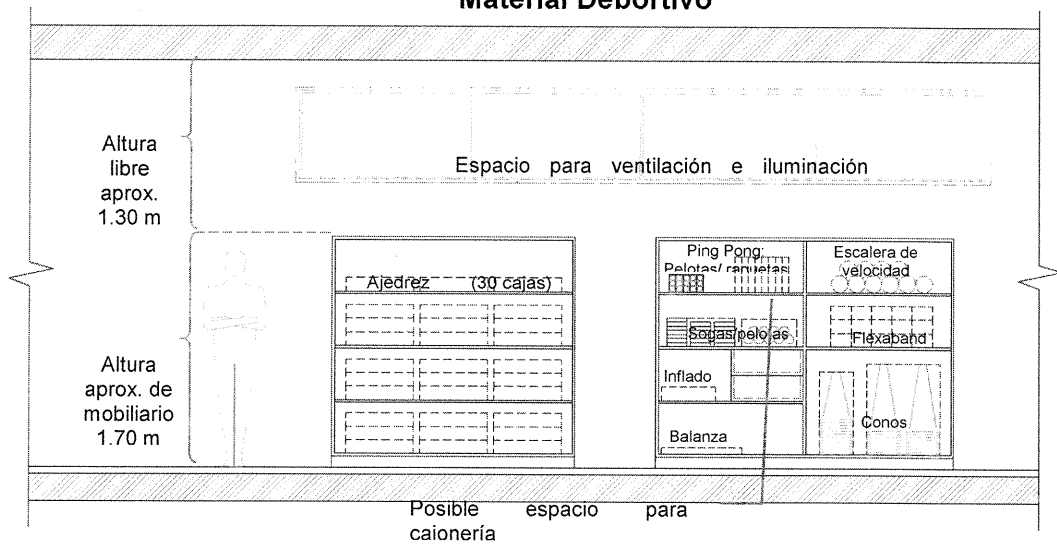 Material Deportivo
Altura
libre
aprox.
1.30 m
Espacio para ventilación e iluminación
Ajedrez (30 cajas)
Ping Pong:
Pelotas/ raquetas
Escalera de
velocidad
Sogas/pelotas
Flexaband
Altura
aprox. de
mobiliario
1.70 m
Inflado
Balanza
Conos
Posible espacio para
cajonería